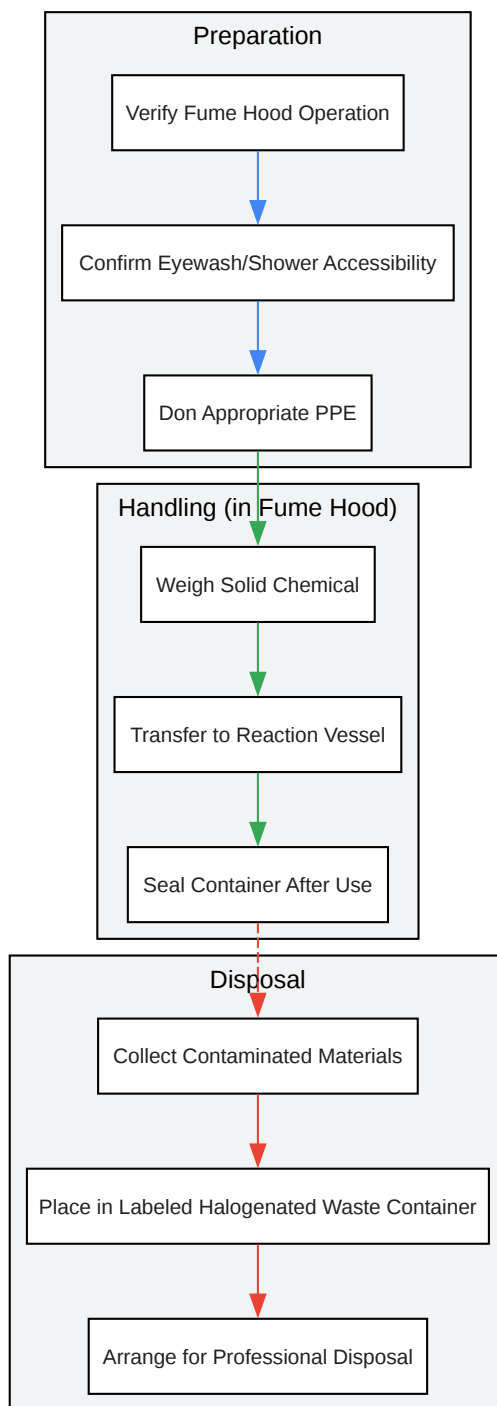 Preparation
Verify Fume Hood Operation
Confirm Eyewash/Shower Accessibility
Don Appropriate PPE
Handling (in Fume Hood)
Weigh Solid Chemical
Transfer to Reaction Vessel
Seal Container After Use
Disposal
Collect Contaminated Materials
Place in Labeled Halogenated Waste Container
Arrange for Professional Disposal